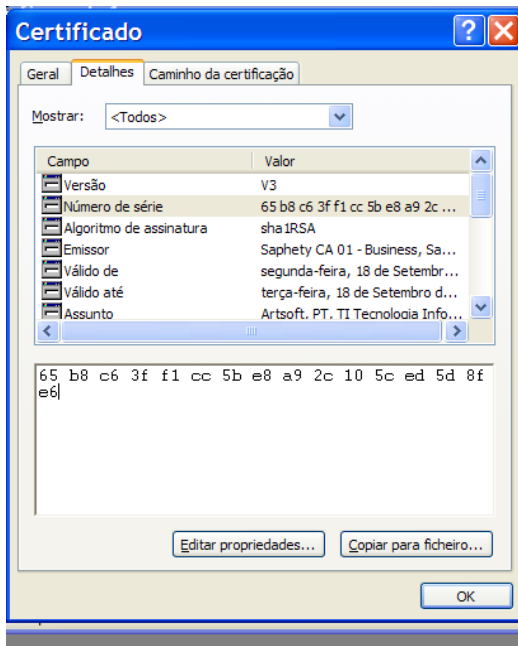 Certificado
Geral Detalhes Caminho da certificação
Mostrar: <Todos>
Campo Valor
Versão V3
Número de série 65 b8 c6 3f f1 cc 5b e8 a9 2c ...
Algoritmo de assinatura sha1RSA
Emissor Saphety CA 01 - Business, Sa...
Válido de segunda-feira, 18 de Setembr...
Válido até terça-feira, 18 de Setembro d...
Assunto Artsoft, PT, TI Tecnologia Info...
65 b8 c6 3f f1 cc 5b e8 a9 2c 10 5c ed 5d 8f
e6
Editar propriedades... Copiar para ficheiro...
OK